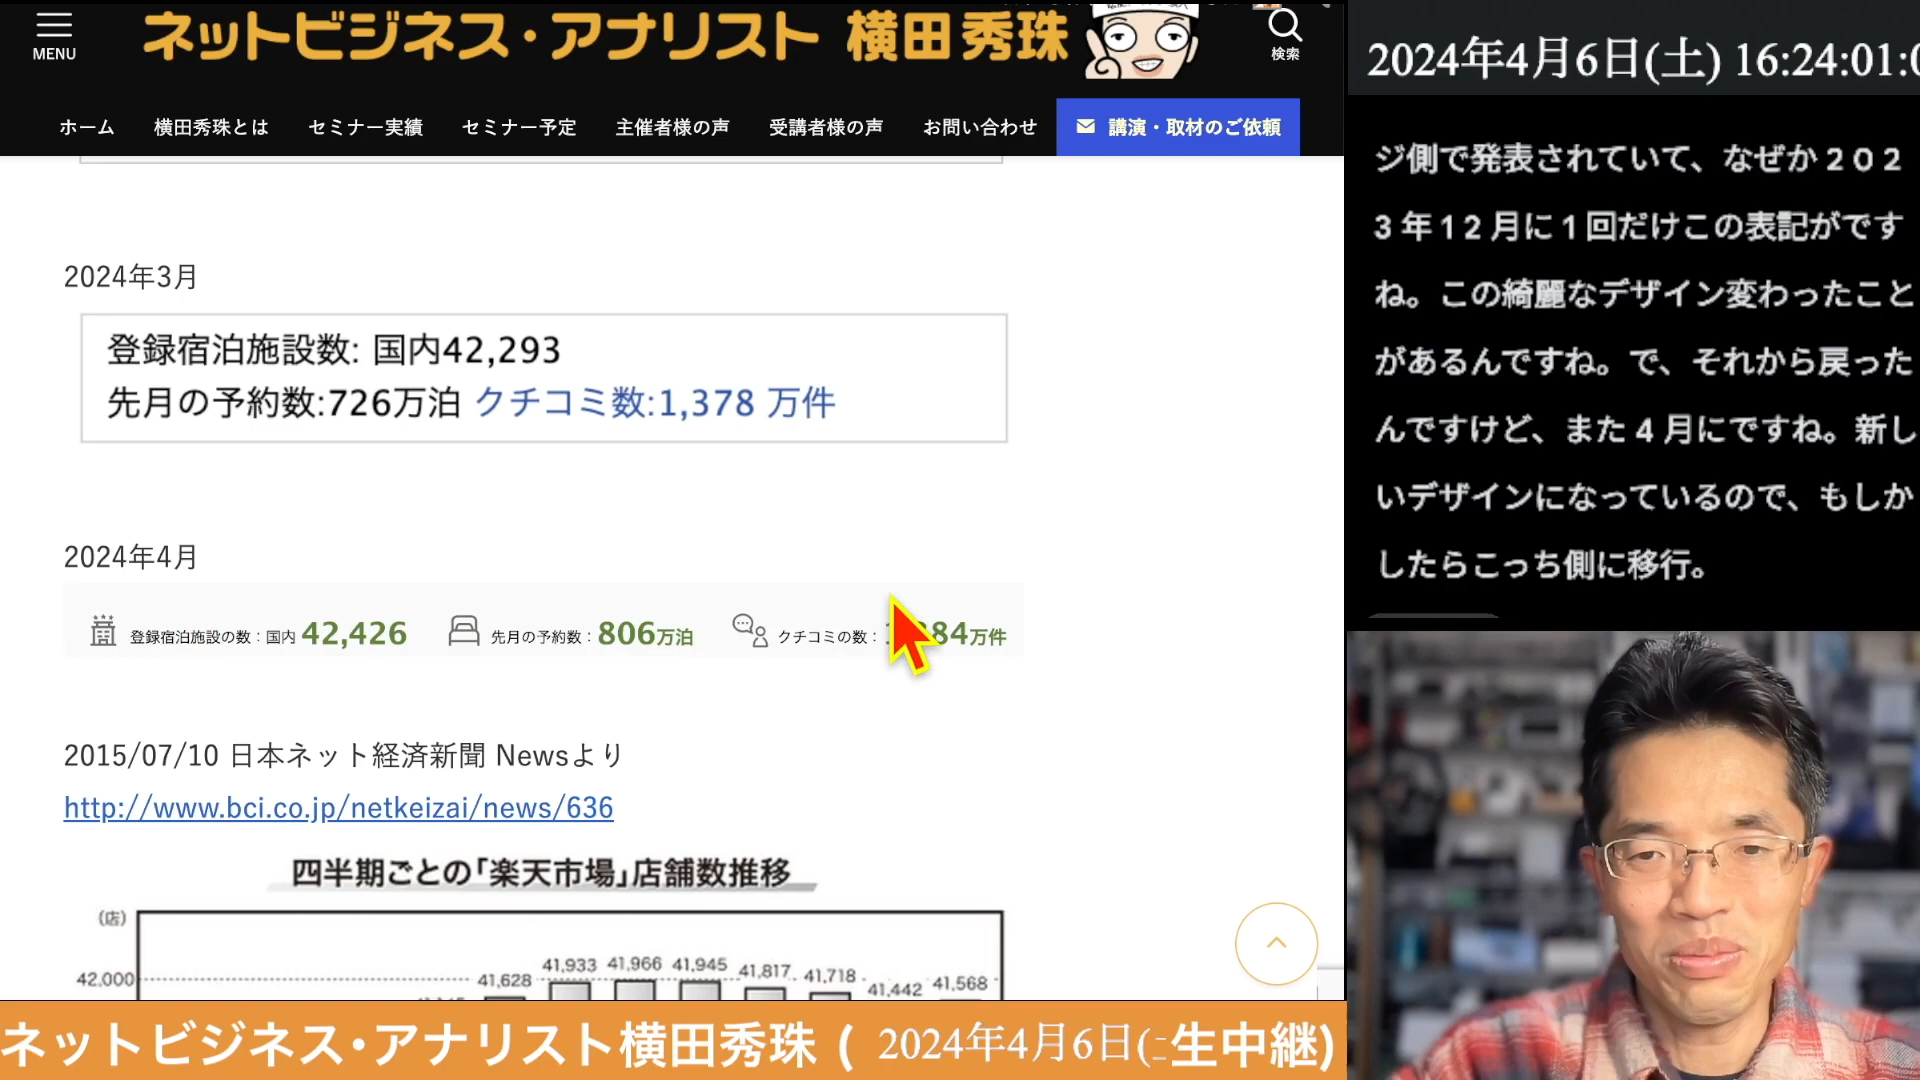 ネットビジネス・アナリスト 横田 秀珠
MENU
検索
ホーム
横田秀珠とは
セミナー実績
セミナー予定
主催者様の声
受講者様の声
お問い合わせ
講演・取材のご依頼
2024年3月
登録宿泊施設数: 国内42,293
先月の予約数:726万泊 クチコミ数:1,378 万件
2024年4月
登録宿泊施設の数：国内 42,426
先月の予約数：806万泊
クチコミの数： 84万件
2015/07/10 日本ネット経済新聞 Newsより
http://www.bci.co.jp/netkeizai/news/636
四半期ごとの「楽天市場」店舗数推移
(店)
42,000
41,628
41,933
41,966
41,945
41,817
41,718
41,442
41,568
ネットビジネス・アナリスト横田秀珠 ( 2024年4月6日( 生中継)
2024年4月6日(土) 16:24:01:
ジ側で発表されていて、なぜか２０２
３年１２月に１回だけこの表記がです
ね。この綺麗なデザイン変わったこと
があるんですね。で、それから戻った
んですけど、また４月にですね。新し
いデザインになっているので、もしか
したらこっち側に移行。